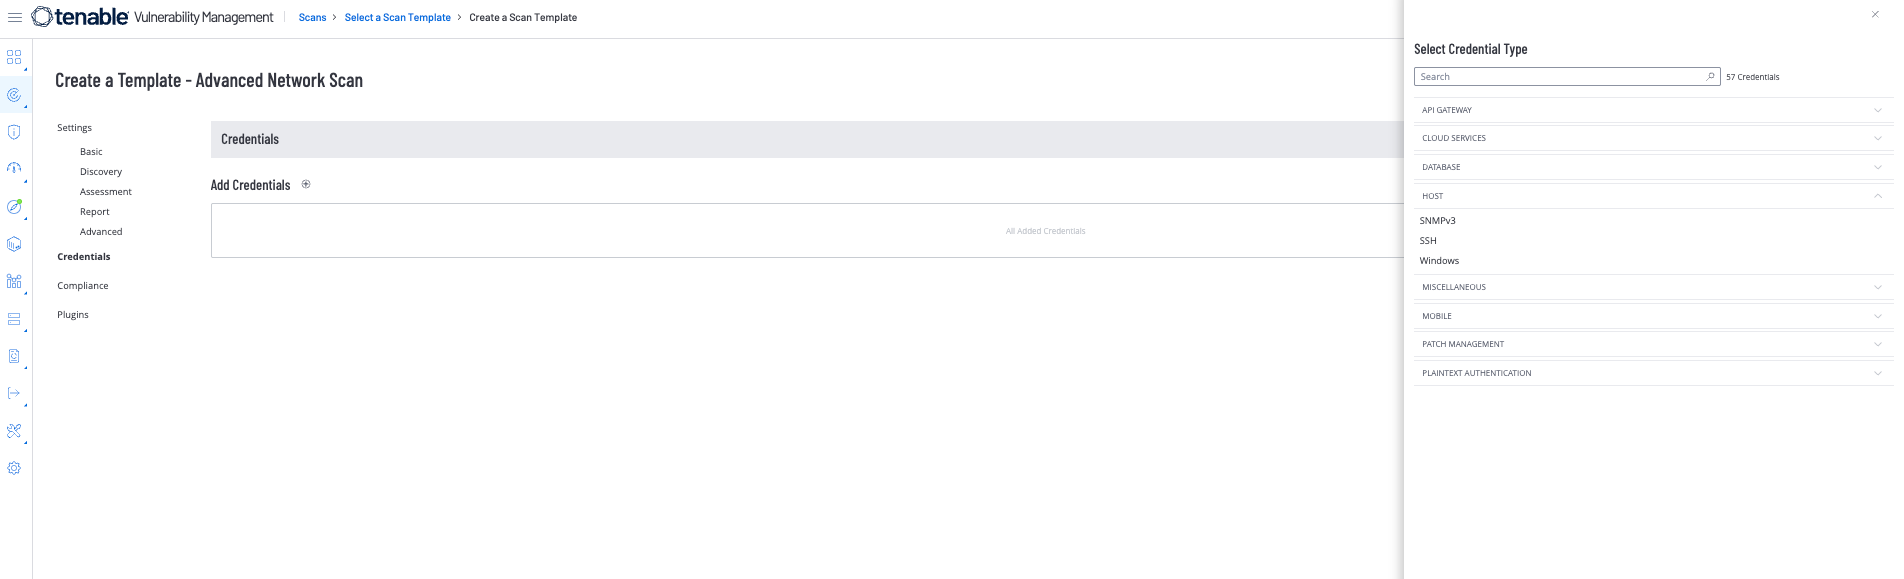 tenable Vulnerability Management
Scans > Select a Scan Template > Create a Scan Template
Create a Template - Advanced Network Scan
Settings
Basic
Discovery
Assessment
Report
Advanced
Credentials
Compliance
Plugins
Credentials
Add Credentials
All Added Credentials
Select Credential Type
Search
57 Credentials
API GATEWAY
CLOUD SERVICES
DATABASE
HOST
SNMPv3
SSH
Windows
MISCELLANEOUS
MOBILE
PATCH MANAGEMENT
PLAINTEXT AUTHENTICATION